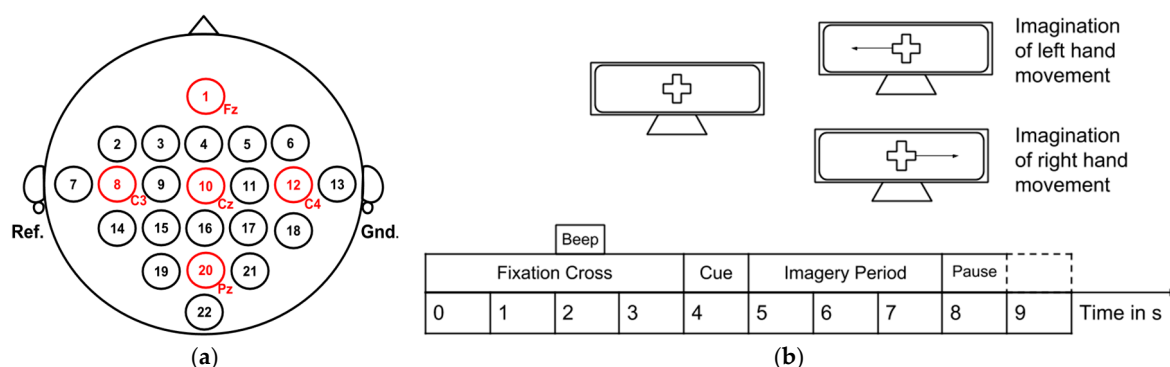 1
Fz
2 3 4 5 6
7 8 9 10 11 12 13
C3 Cz C4
Ref. Gnd.
14 15 16 17 18
19 20 21
Pz
22
(a)
Imagination
of left hand
movement
Imagination
of right hand
movement
Beep
Fixation Cross Cue Imagery Period Pause
0 1 2 3 4 5 6 7 8 9 Time in s
(b)